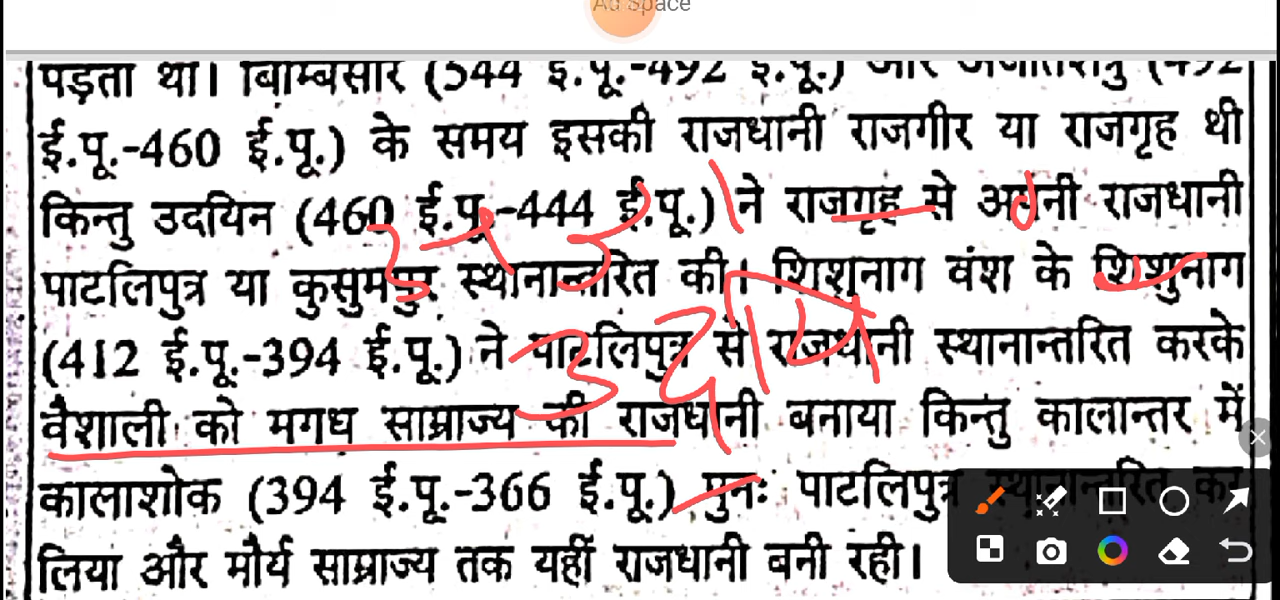 Ad Space
पड़ता था। बिम्बिसार (544 ई.पू.-492 ई.पू.) और अजातशत्रु (492
ई.पू.-460 ई.पू.) के समय इसकी राजधानी राजगीर या राजगृह थी
किन्तु उदयिन (460 ई.पू.-444 ई.पू.) ने राजगृह से अपनी राजधानी
पाटलिपुत्र या कुसुमपुर स्थानान्तरित की। शिशुनाग वंश के शिशुनाग
(412 ई.पू.-394 ई.पू.) ने पाटलिपुत्र से राजधानी स्थानान्तरित करके
वैशाली को मगध साम्राज्य की राजधानी बनाया किन्तु कालान्तर में
कालाशोक (394 ई.पू.-366 ई.पू.) पुनः पाटलिपुत्र स्थानान्तरित कर
लिया और मौर्य साम्राज्य तक यहीं राजधानी बनी रही।